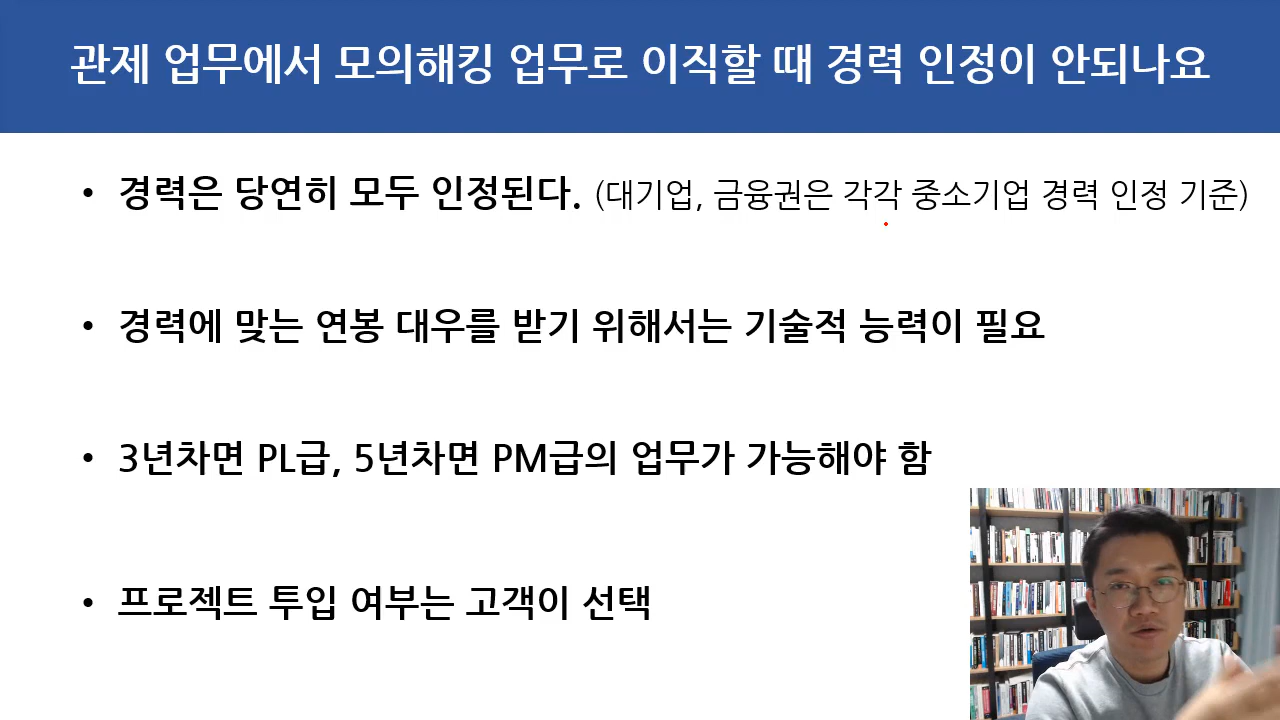 관제 업무에서 모의해킹 업무로 이직할 때 경력 인정이 안되나요
• 경력은 당연히 모두 인정된다. (대기업, 금융권은 각각 중소기업 경력 인정 기준)
• 경력에 맞는 연봉 대우를 받기 위해서는 기술적 능력이 필요
• 3년차면 PL급, 5년차면 PM급의 업무가 가능해야 함
• 프로젝트 투입 여부는 고객이 선택